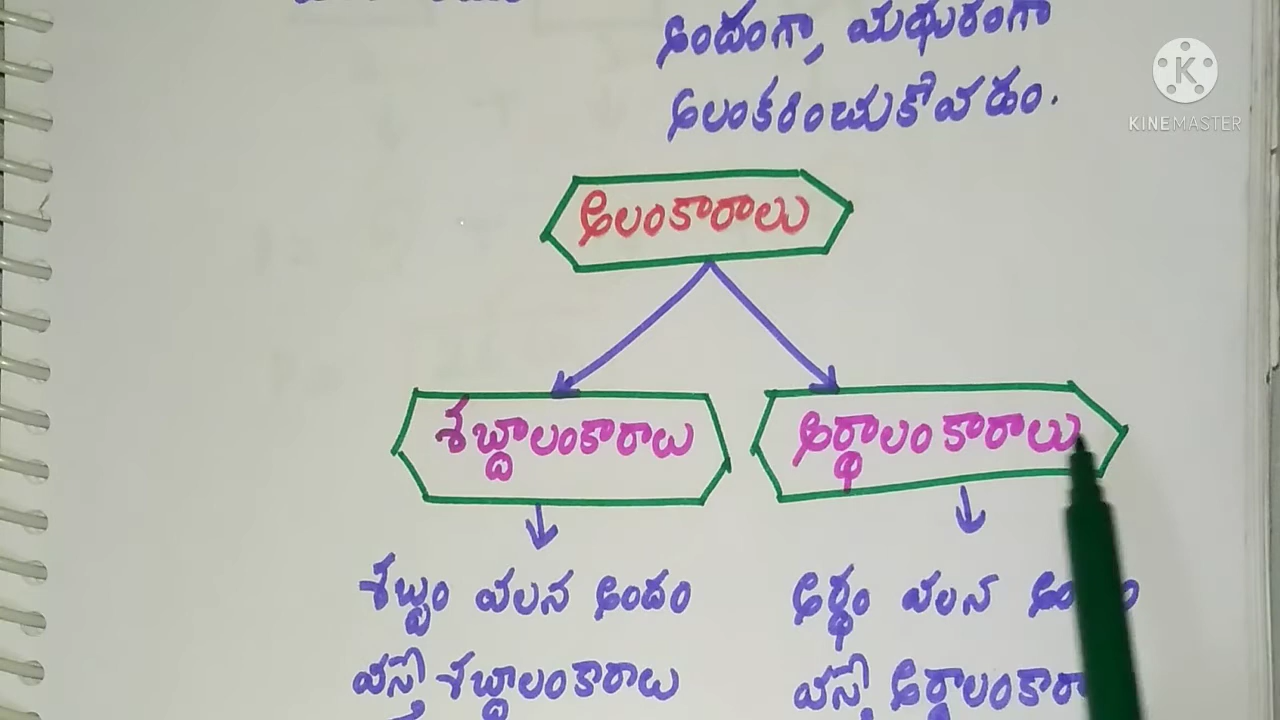 అందంగా, మధురంగా
KINEMASTER
అలంకరించుకోవడం.
అలంకారాలు
శబ్దాలంకారాలు
అర్థాలంకారాలు
శబ్దం వలన అందం
వస్తే శబ్దాలంకారాలు
అర్థం వలన
వస్తే